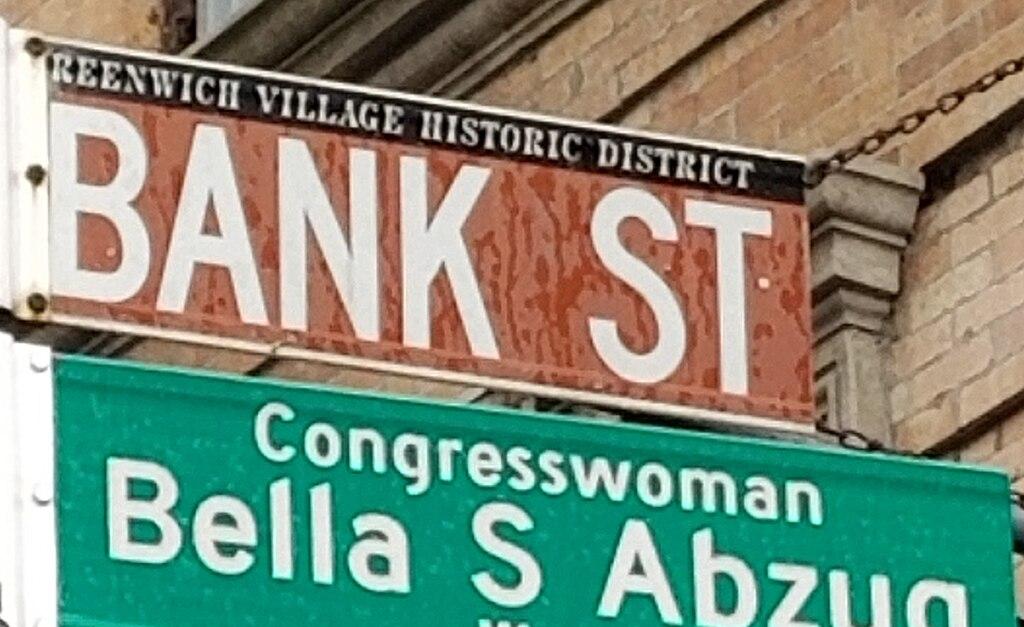 REENWICH VILLAGE HISTORIC DISTRICT
BANK ST
Congresswoman
Bella S Abzug